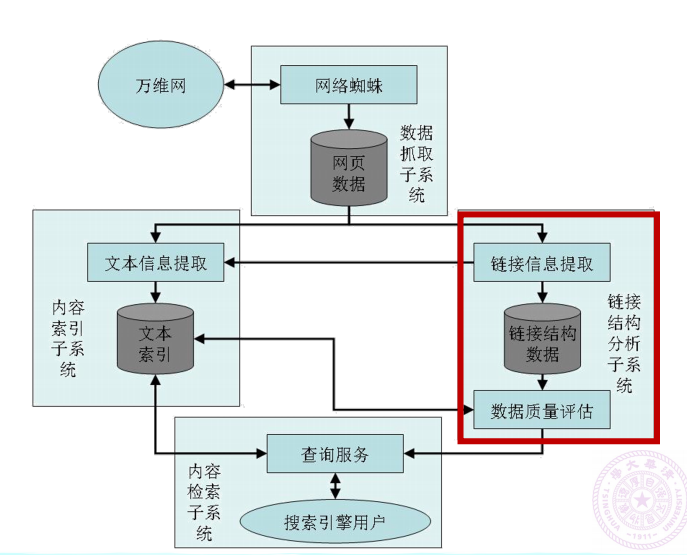 万维网
网络蜘蛛
网页
数据
数据
抓取
子系
统
文本信息提取
链接信息提取
内容
索引
子系
统
文本
索引
链接结构
数据
链接
结构
分析
子系
统
数据质量评估
内容
检索
子系
统
查询服务
搜索引擎用户
TSINGHUA
UNIVERSITY
-1911-